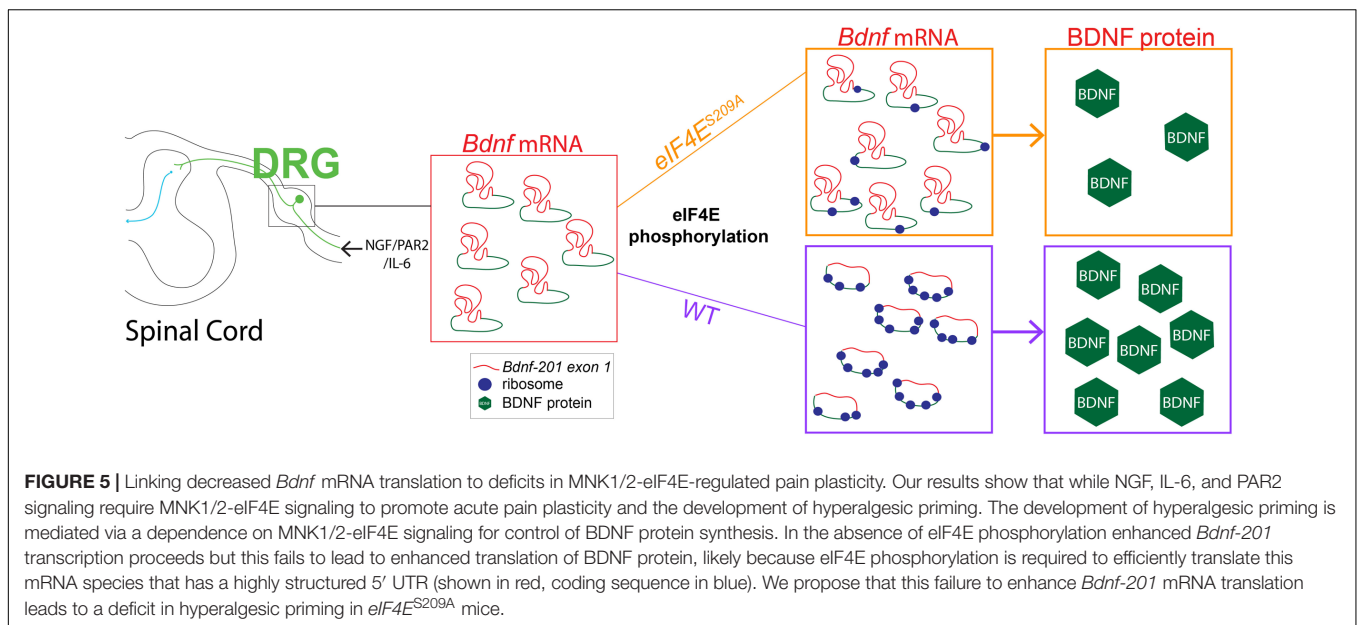 Bdnf mRNA
BDNF protein
BDNF
BDNF
BDNF
eIF4E^S209A
DRG
Bdnf mRNA
eIF4E
phosphorylation
NGF/PAR2
/IL-6
WT
Spinal Cord
Bdnf-201 exon 1
ribosome
BDNF BDNF protein
BDNF
BDNF
BDNF
BDNF
BDNF
BDNF
BDNF
FIGURE 5 | Linking decreased Bdnf mRNA translation to deficits in MNK1/2-eIF4E-regulated pain plasticity. Our results show that while NGF, IL-6, and PAR2
signaling require MNK1/2-eIF4E signaling to promote acute pain plasticity and the development of hyperalgesic priming. The development of hyperalgesic priming is
mediated via a dependence on MNK1/2-eIF4E signaling for control of BDNF protein synthesis. In the absence of eIF4E phosphorylation enhanced Bdnf-201
transcription proceeds but this fails to lead to enhanced translation of BDNF protein, likely because eIF4E phosphorylation is required to efficiently translate this
mRNA species that has a highly structured 5′ UTR (shown in red, coding sequence in blue). We propose that this failure to enhance Bdnf-201 mRNA translation
leads to a deficit in hyperalgesic priming in eIF4E^S209A mice.